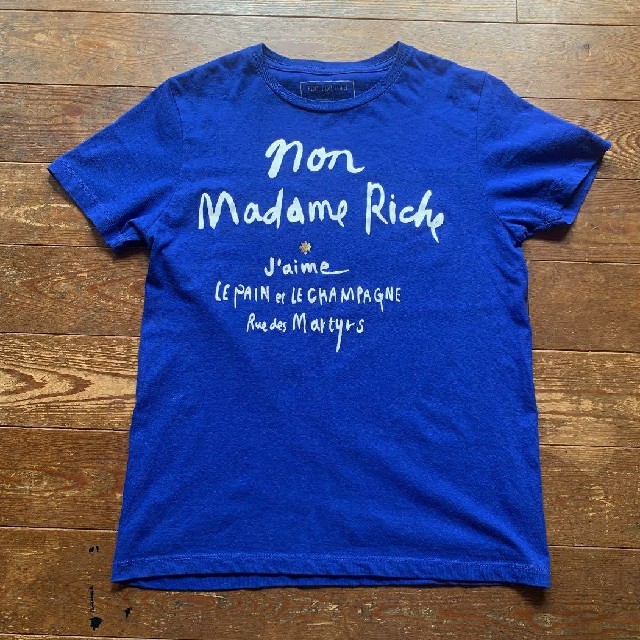 non
Madame Riche
J'aime
LE PAIN et LE CHAMPAGNE
Rue des Martyrs